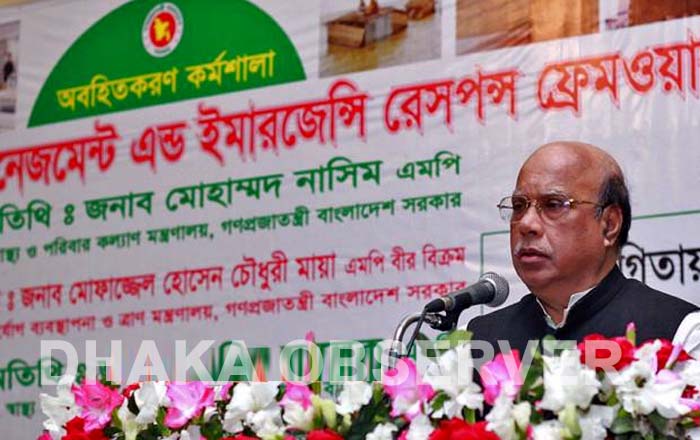 অবহিতকরণ কর্মশালা
নেজমেন্ট এন্ড ইমারজেন্সি রেসপন্স ফ্রেমওয়া
তিথি ঃ জনাব মোহাম্মদ নাসিম এমপি
স্থ্য ও পরিবার কল্যাণ মন্ত্রণালয়, গণপ্রজাতন্ত্রী বাংলাদেশ সরকার
ঃ জনাব মোফাজ্জেল হোসেন চৌধুরী মায়া এমপি বীর বিক্রম
র্যোগ ব্যবস্থাপনা ও ত্রাণ মন্ত্রণালয়, গণপ্রজাতন্ত্রী বাংলাদেশ সরকার
গিতায়
তিথি ঃ
DHAKA OBSERVER